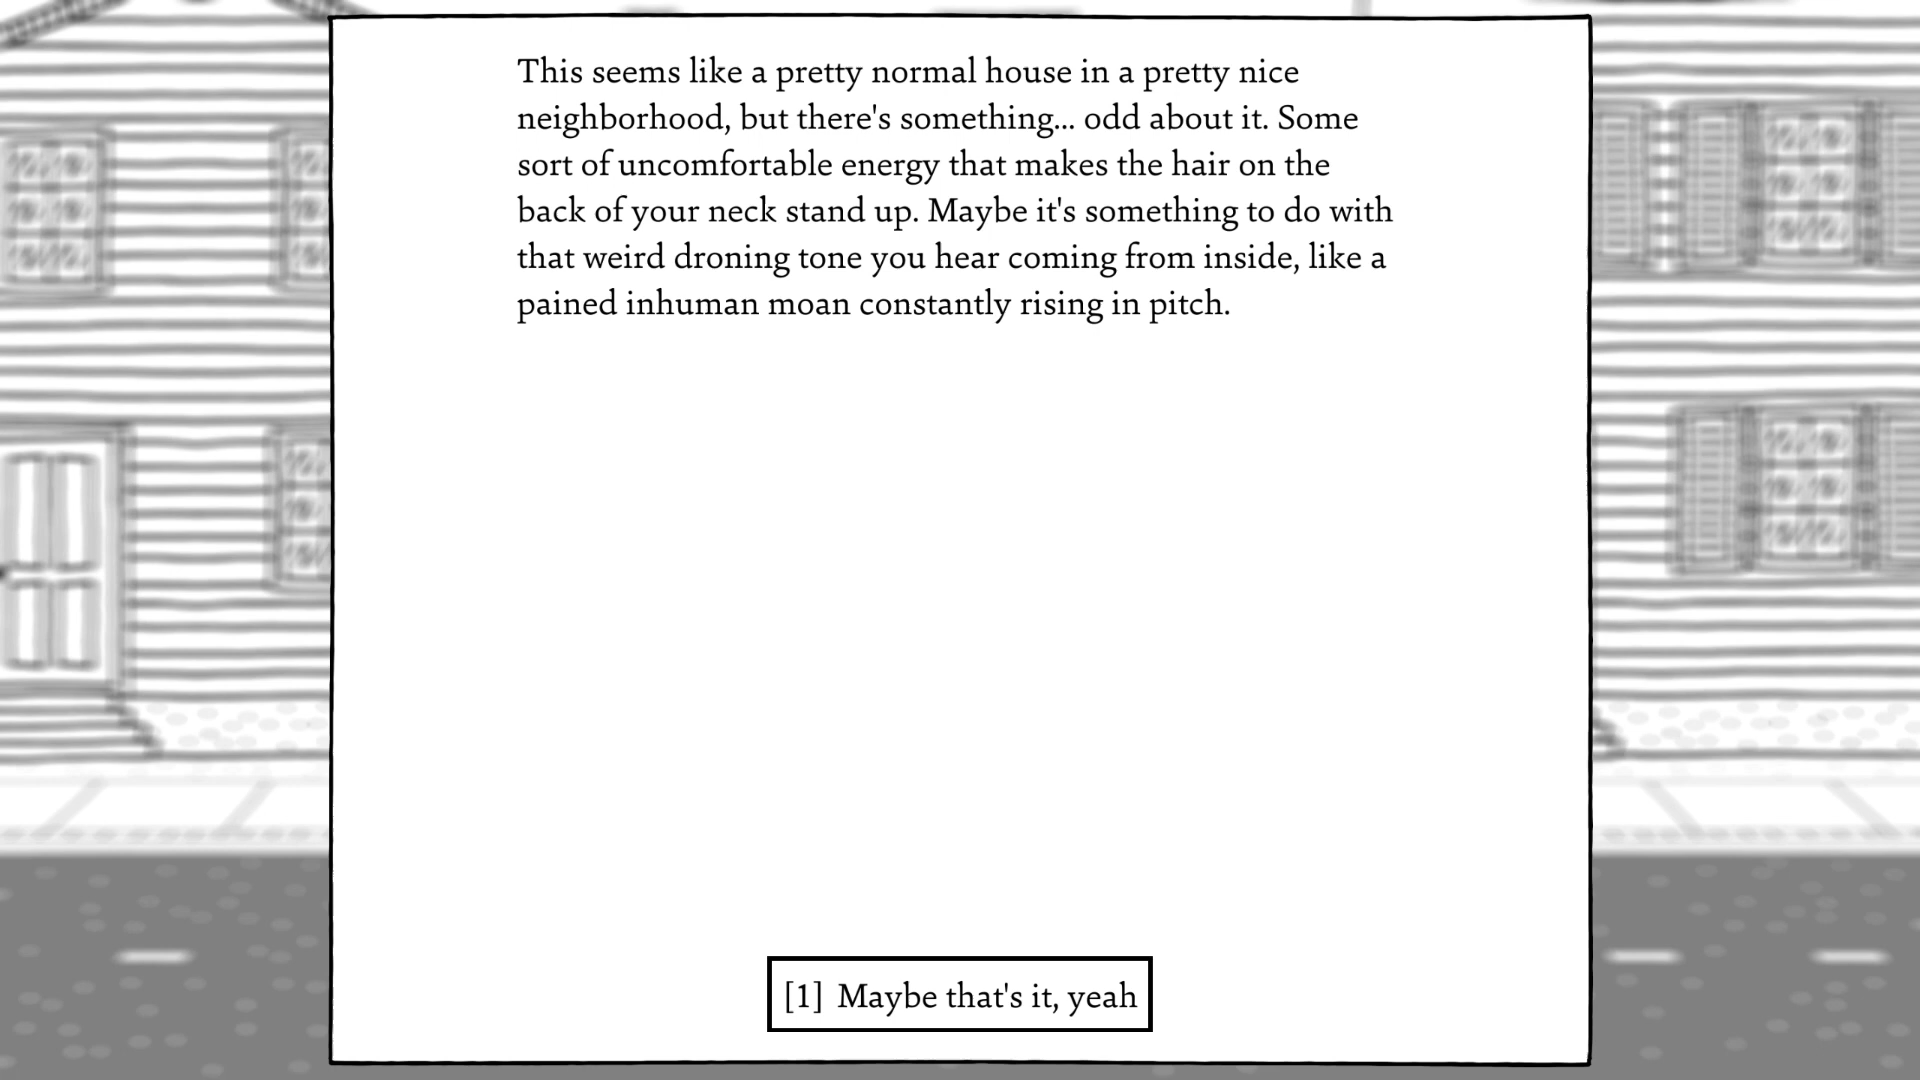 This seems like a pretty normal house in a pretty nice
neighborhood, but there's something... odd about it. Some
sort of uncomfortable energy that makes the hair on the
back of your neck stand up. Maybe it's something to do with
that weird droning tone you hear coming from inside, like a
pained inhuman moan constantly rising in pitch.
[1] Maybe that's it, yeah